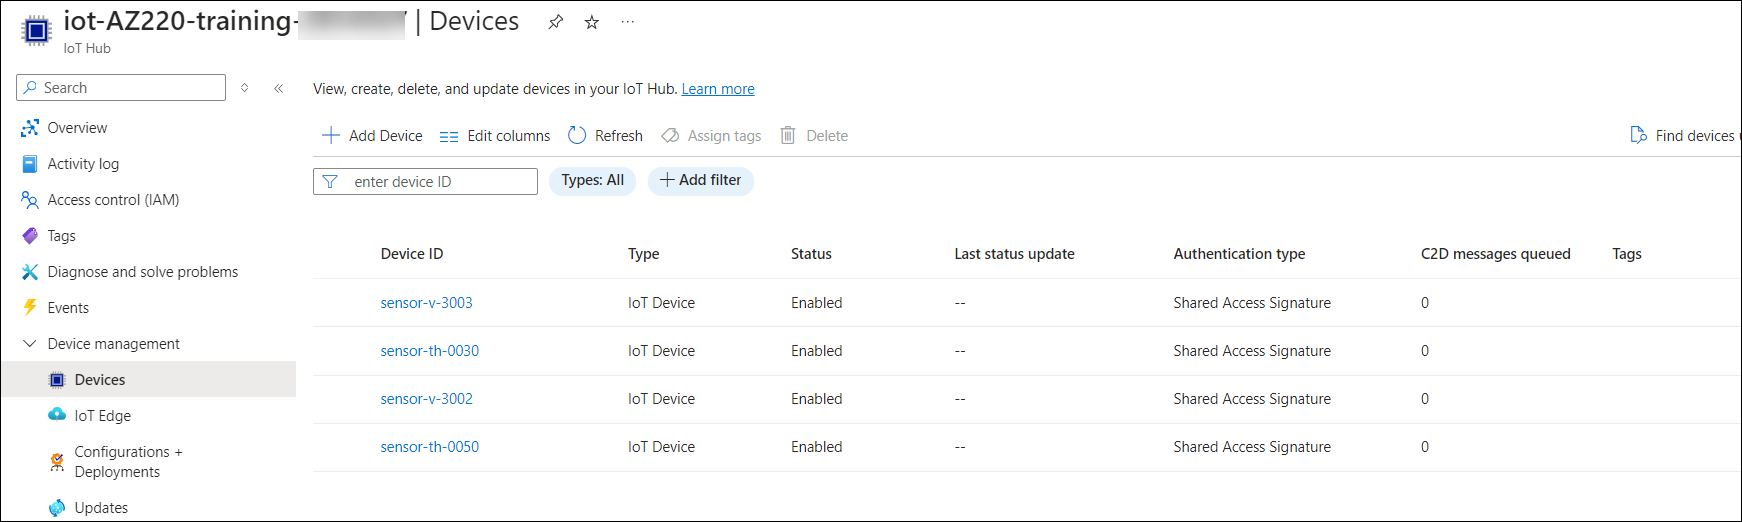 iot-AZ220-training- | Devices
IoT Hub
Search
Overview
Activity log
Access control (IAM)
Tags
Diagnose and solve problems
Events
Device management
Devices
IoT Edge
Configurations +
Deployments
Updates
View, create, delete, and update devices in your IoT Hub. Learn more
Add Device Edit columns Refresh Assign tags Delete Find devices
enter device ID Types: All Add filter
Device ID Type Status Last status update Authentication type C2D messages queued Tags
sensor-v-3003 IoT Device Enabled -- Shared Access Signature 0
sensor-th-0030 IoT Device Enabled -- Shared Access Signature 0
sensor-v-3002 IoT Device Enabled -- Shared Access Signature 0
sensor-th-0050 IoT Device Enabled -- Shared Access Signature 0